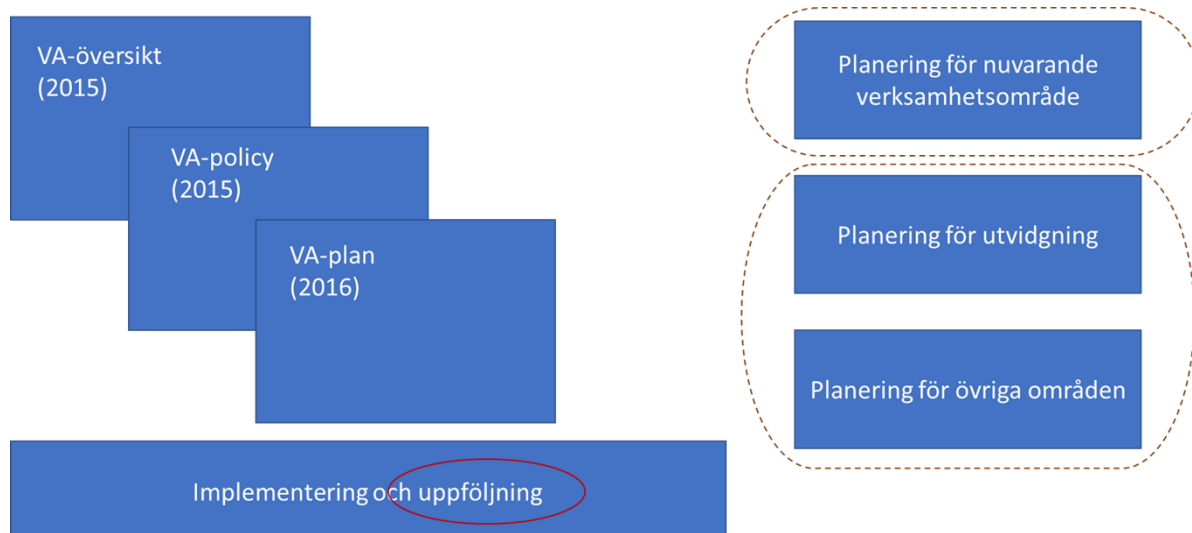 VA-översikt
(2015)
VA-policy
(2015)
VA-plan
(2016)
Implementering och uppföljning
Planering för nuvarande
verksamhetsområde
Planering för utvidgning
Planering för övriga områden